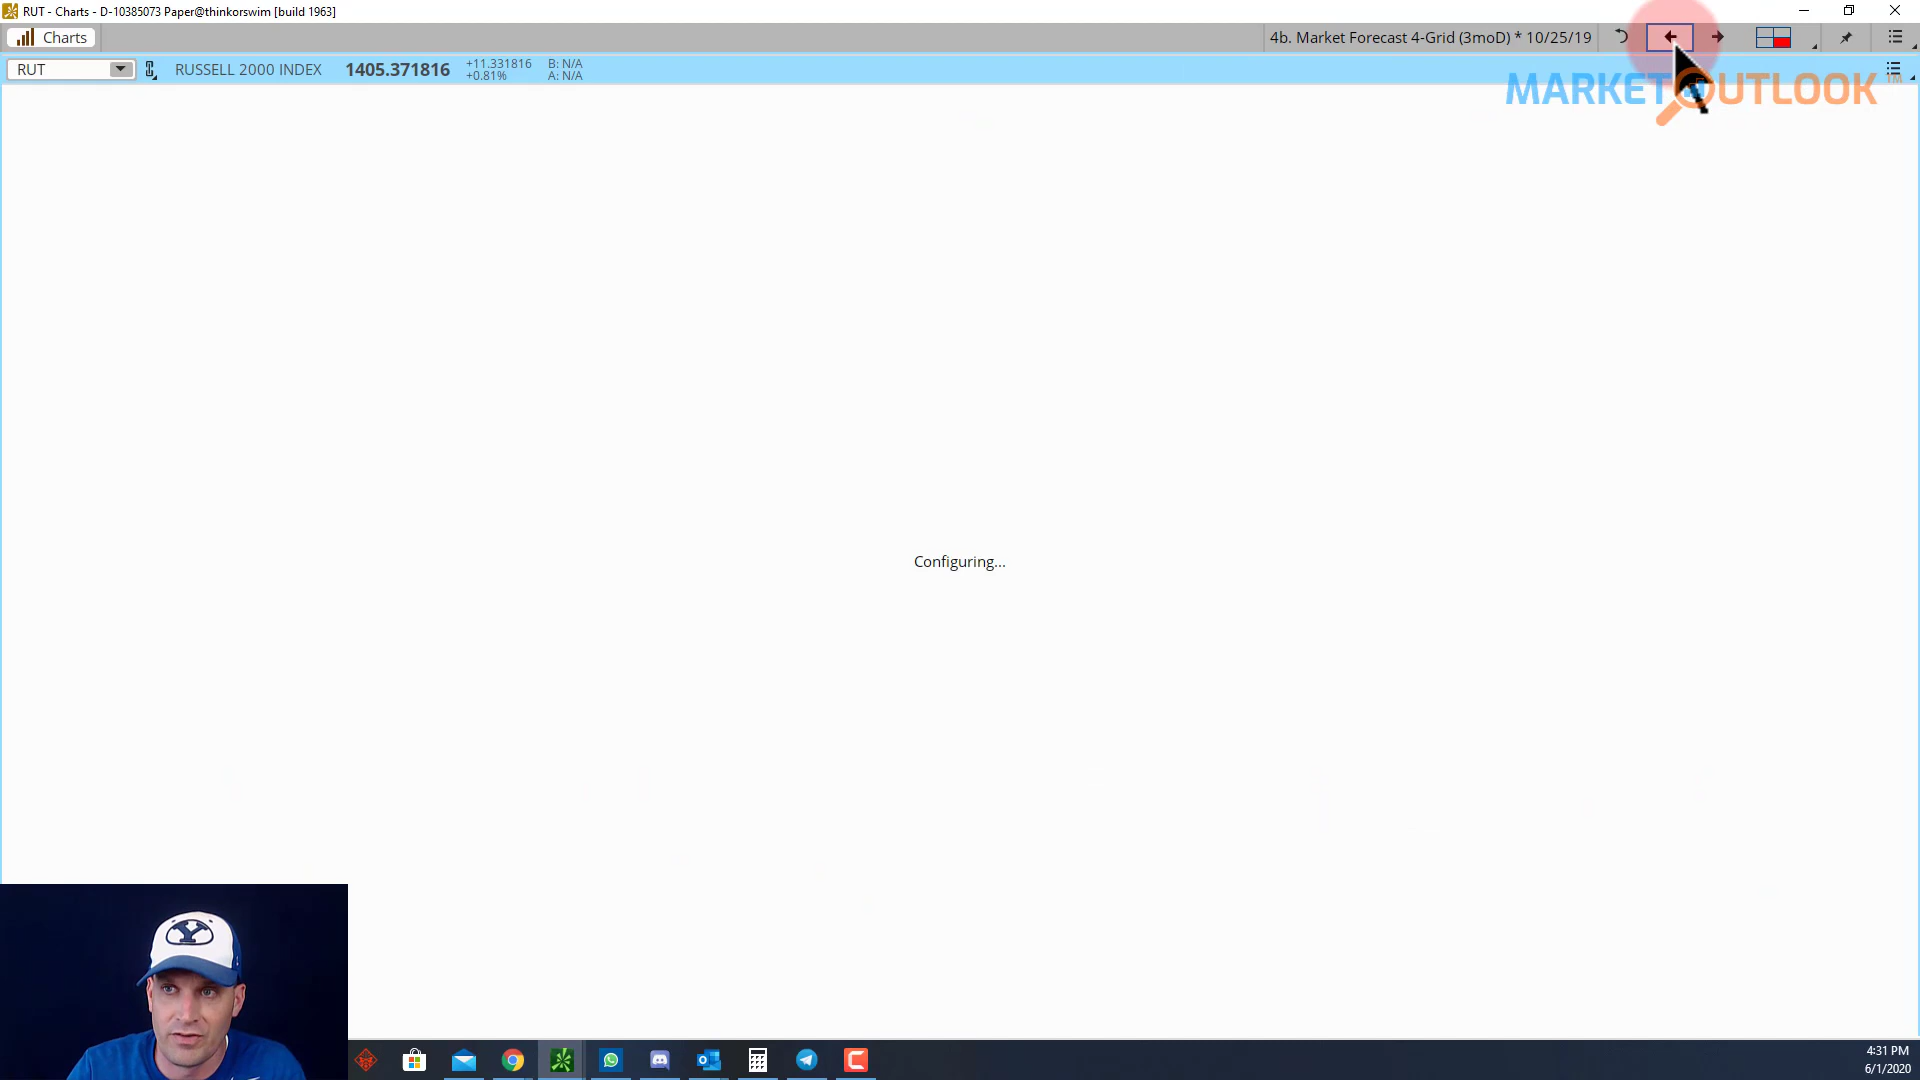 RUT - Charts - D-10385073 Paper@thinkorswim [build 1963]
Charts
4b. Market Forecast 4-Grid (3moD) * 10/25/19
RUT
RUSSELL 2000 INDEX
1405.371816
+11.331816
+0.81%
B: N/A
A: N/A
MARKET OUTLOOK TM
Configuring...
Y
4:31 PM
6/1/2020